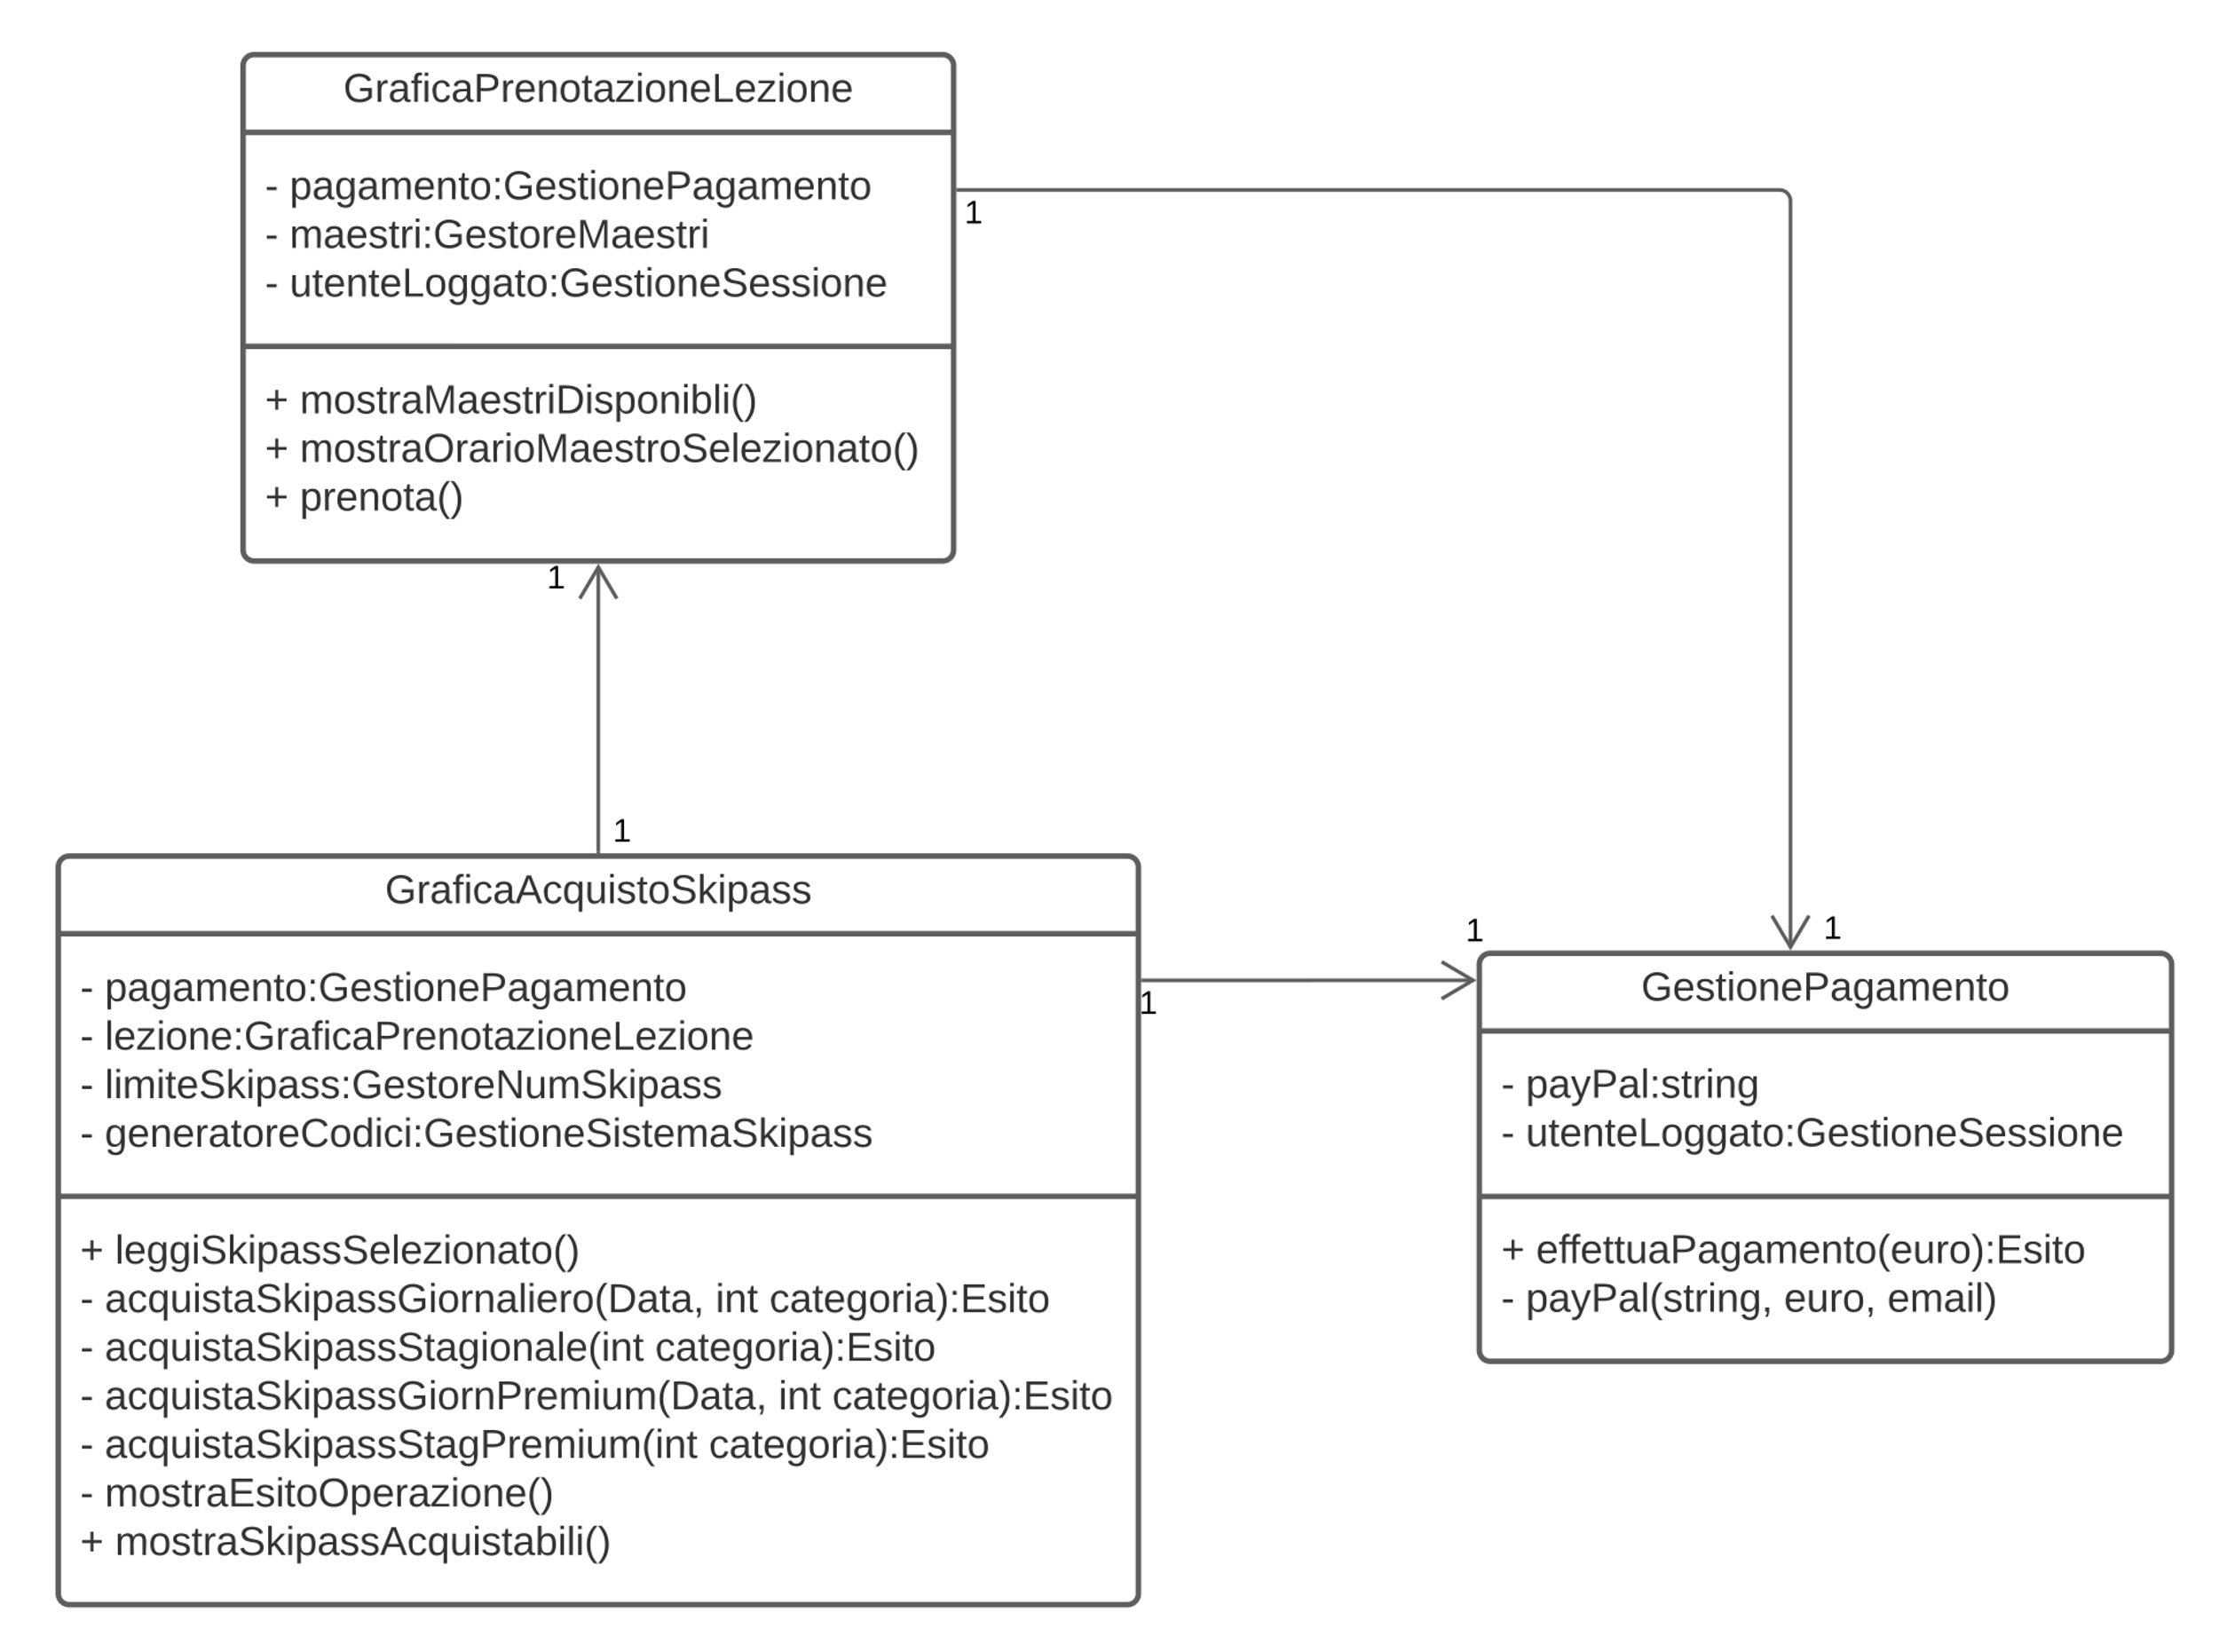 GraficaPrenotazioneLezione
- pagamento:GestionePagamento
- maestri:GestoreMaestri
- utenteLoggato:GestioneSessione
+ mostraMaestriDisponibli()
+ mostraOrarioMaestroSelezionato()
+ prenota()
1
1
1
GraficaAcquistoSkipass
- pagamento:GestionePagamento
- lezione:GraficaPrenotazioneLezione
- limiteSkipass:GestoreNumSkipass
- generatoreCodici:GestioneSistemaSkipass
+ leggiSkipassSelezionato()
- acquistaSkipassGiornaliero(Data, int categoria):Esito
- acquistaSkipassStagionale(int categoria):Esito
- acquistaSkipassGiornPremium(Data, int categoria):Esito
- acquistaSkipassStagPremium(int categoria):Esito
- mostraEsitoOperazione()
+ mostraSkipassAcquistabili()
1
1
1
GestionePagamento
- payPal:string
- utenteLoggato:GestioneSessione
+ effettuaPagamento(euro):Esito
- payPal(string, euro, email)